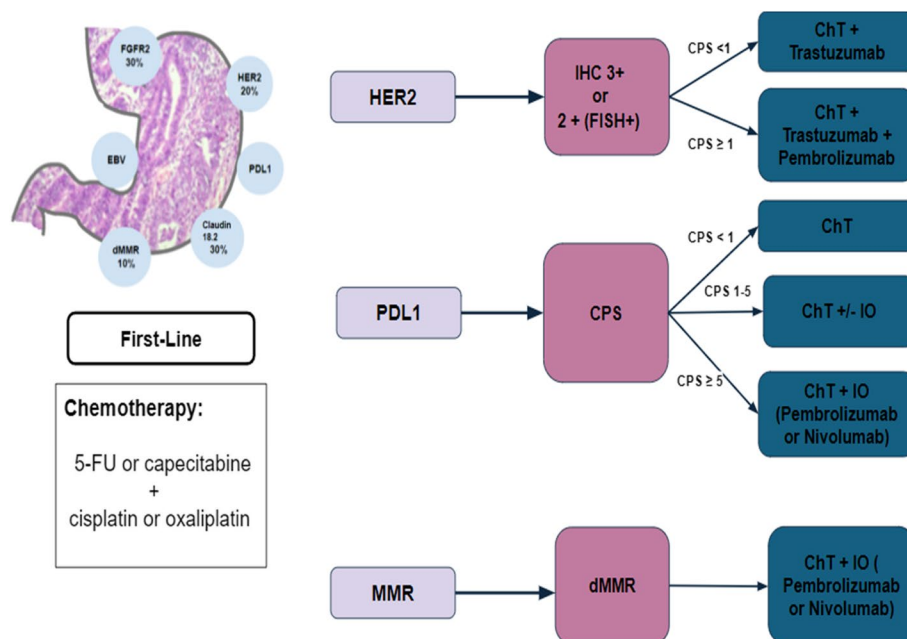 FGFR2
30%
HER2
20%
EBV
PDL1
Claudin
18.2
30%
dMMR
10%
First-Line
Chemotherapy:
5-FU or capecitabine
+
cisplatin or oxaliplatin
HER2
IHC 3+
or
2 + (FISH+)
CPS <1
ChT +
Trastuzumab
CPS ≥ 1
ChT +
Trastuzumab +
Pembrolizumab
PDL1
CPS
CPS < 1
ChT
CPS 1-5
ChT +/- IO
CPS ≥ 5
ChT + IO
(Pembrolizumab
or Nivolumab)
MMR
dMMR
ChT + IO (
Pembrolizumab
or Nivolumab)